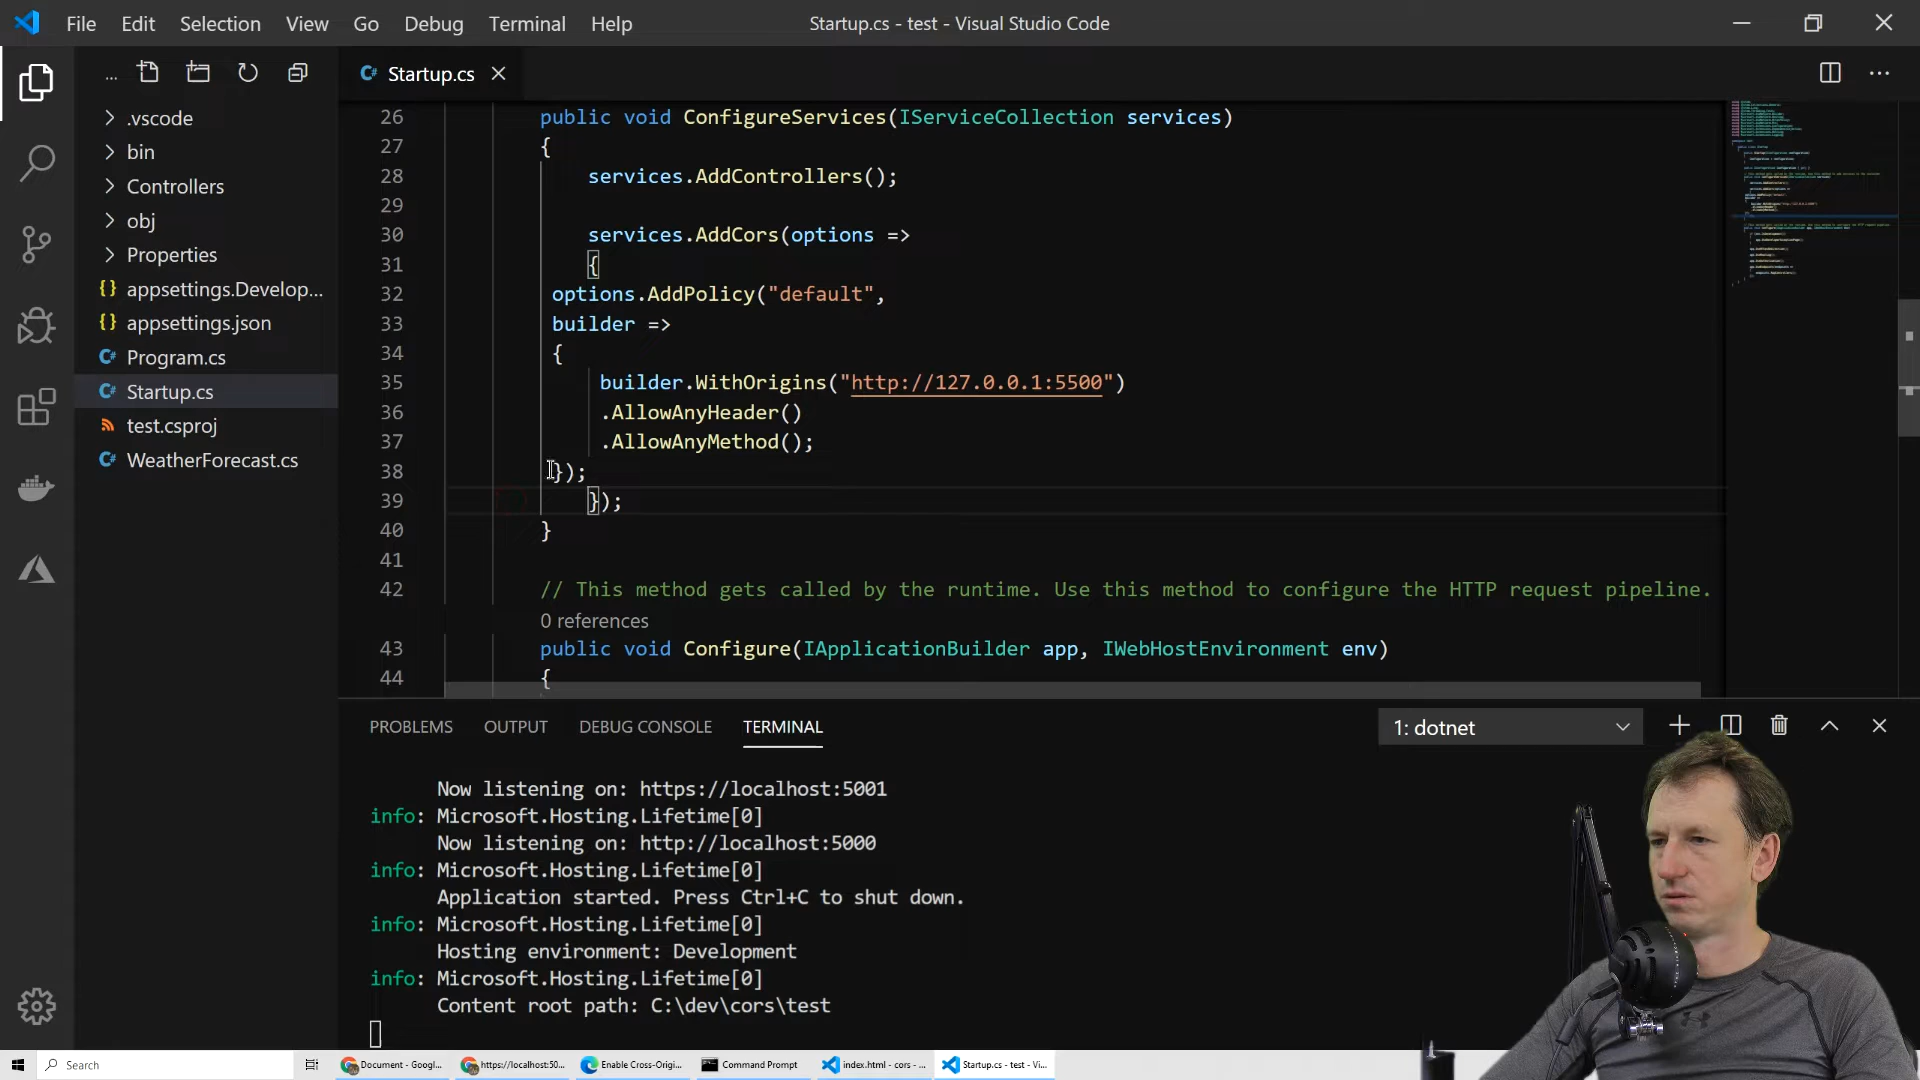 File Edit Selection View Go Debug Terminal Help
Startup.cs - test - Visual Studio Code
...
Startup.cs
.vscode
bin
Controllers
obj
Properties
appsettings.Develop...
appsettings.json
Program.cs
Startup.cs
test.csproj
WeatherForecast.cs
26 public void ConfigureServices(IServiceCollection services)
27 {
28 services.AddControllers();
29
30 services.AddCors(options =>
31 {
32 options.AddPolicy("default",
33 builder =>
34 {
35 builder.WithOrigins("http://127.0.0.1:5500")
36 .AllowAnyHeader()
37 .AllowAnyMethod();
38 });
39 });
40 }
41
42 // This method gets called by the runtime. Use this method to configure the HTTP request pipeline.
0 references
43 public void Configure(IApplicationBuilder app, IWebHostEnvironment env)
44 {
PROBLEMS OUTPUT DEBUG CONSOLE TERMINAL
1: dotnet
Now listening on: https://localhost:5001
info: Microsoft.Hosting.Lifetime[0]
Now listening on: http://localhost:5000
info: Microsoft.Hosting.Lifetime[0]
Application started. Press Ctrl+C to shut down.
info: Microsoft.Hosting.Lifetime[0]
Hosting environment: Development
info: Microsoft.Hosting.Lifetime[0]
Content root path: C:\dev\cors\test
Search
Document - Googl...
https://localhost:50...
Enable Cross-Origi...
Command Prompt
index.html - cors - ...
Startup.cs - test - Vi...